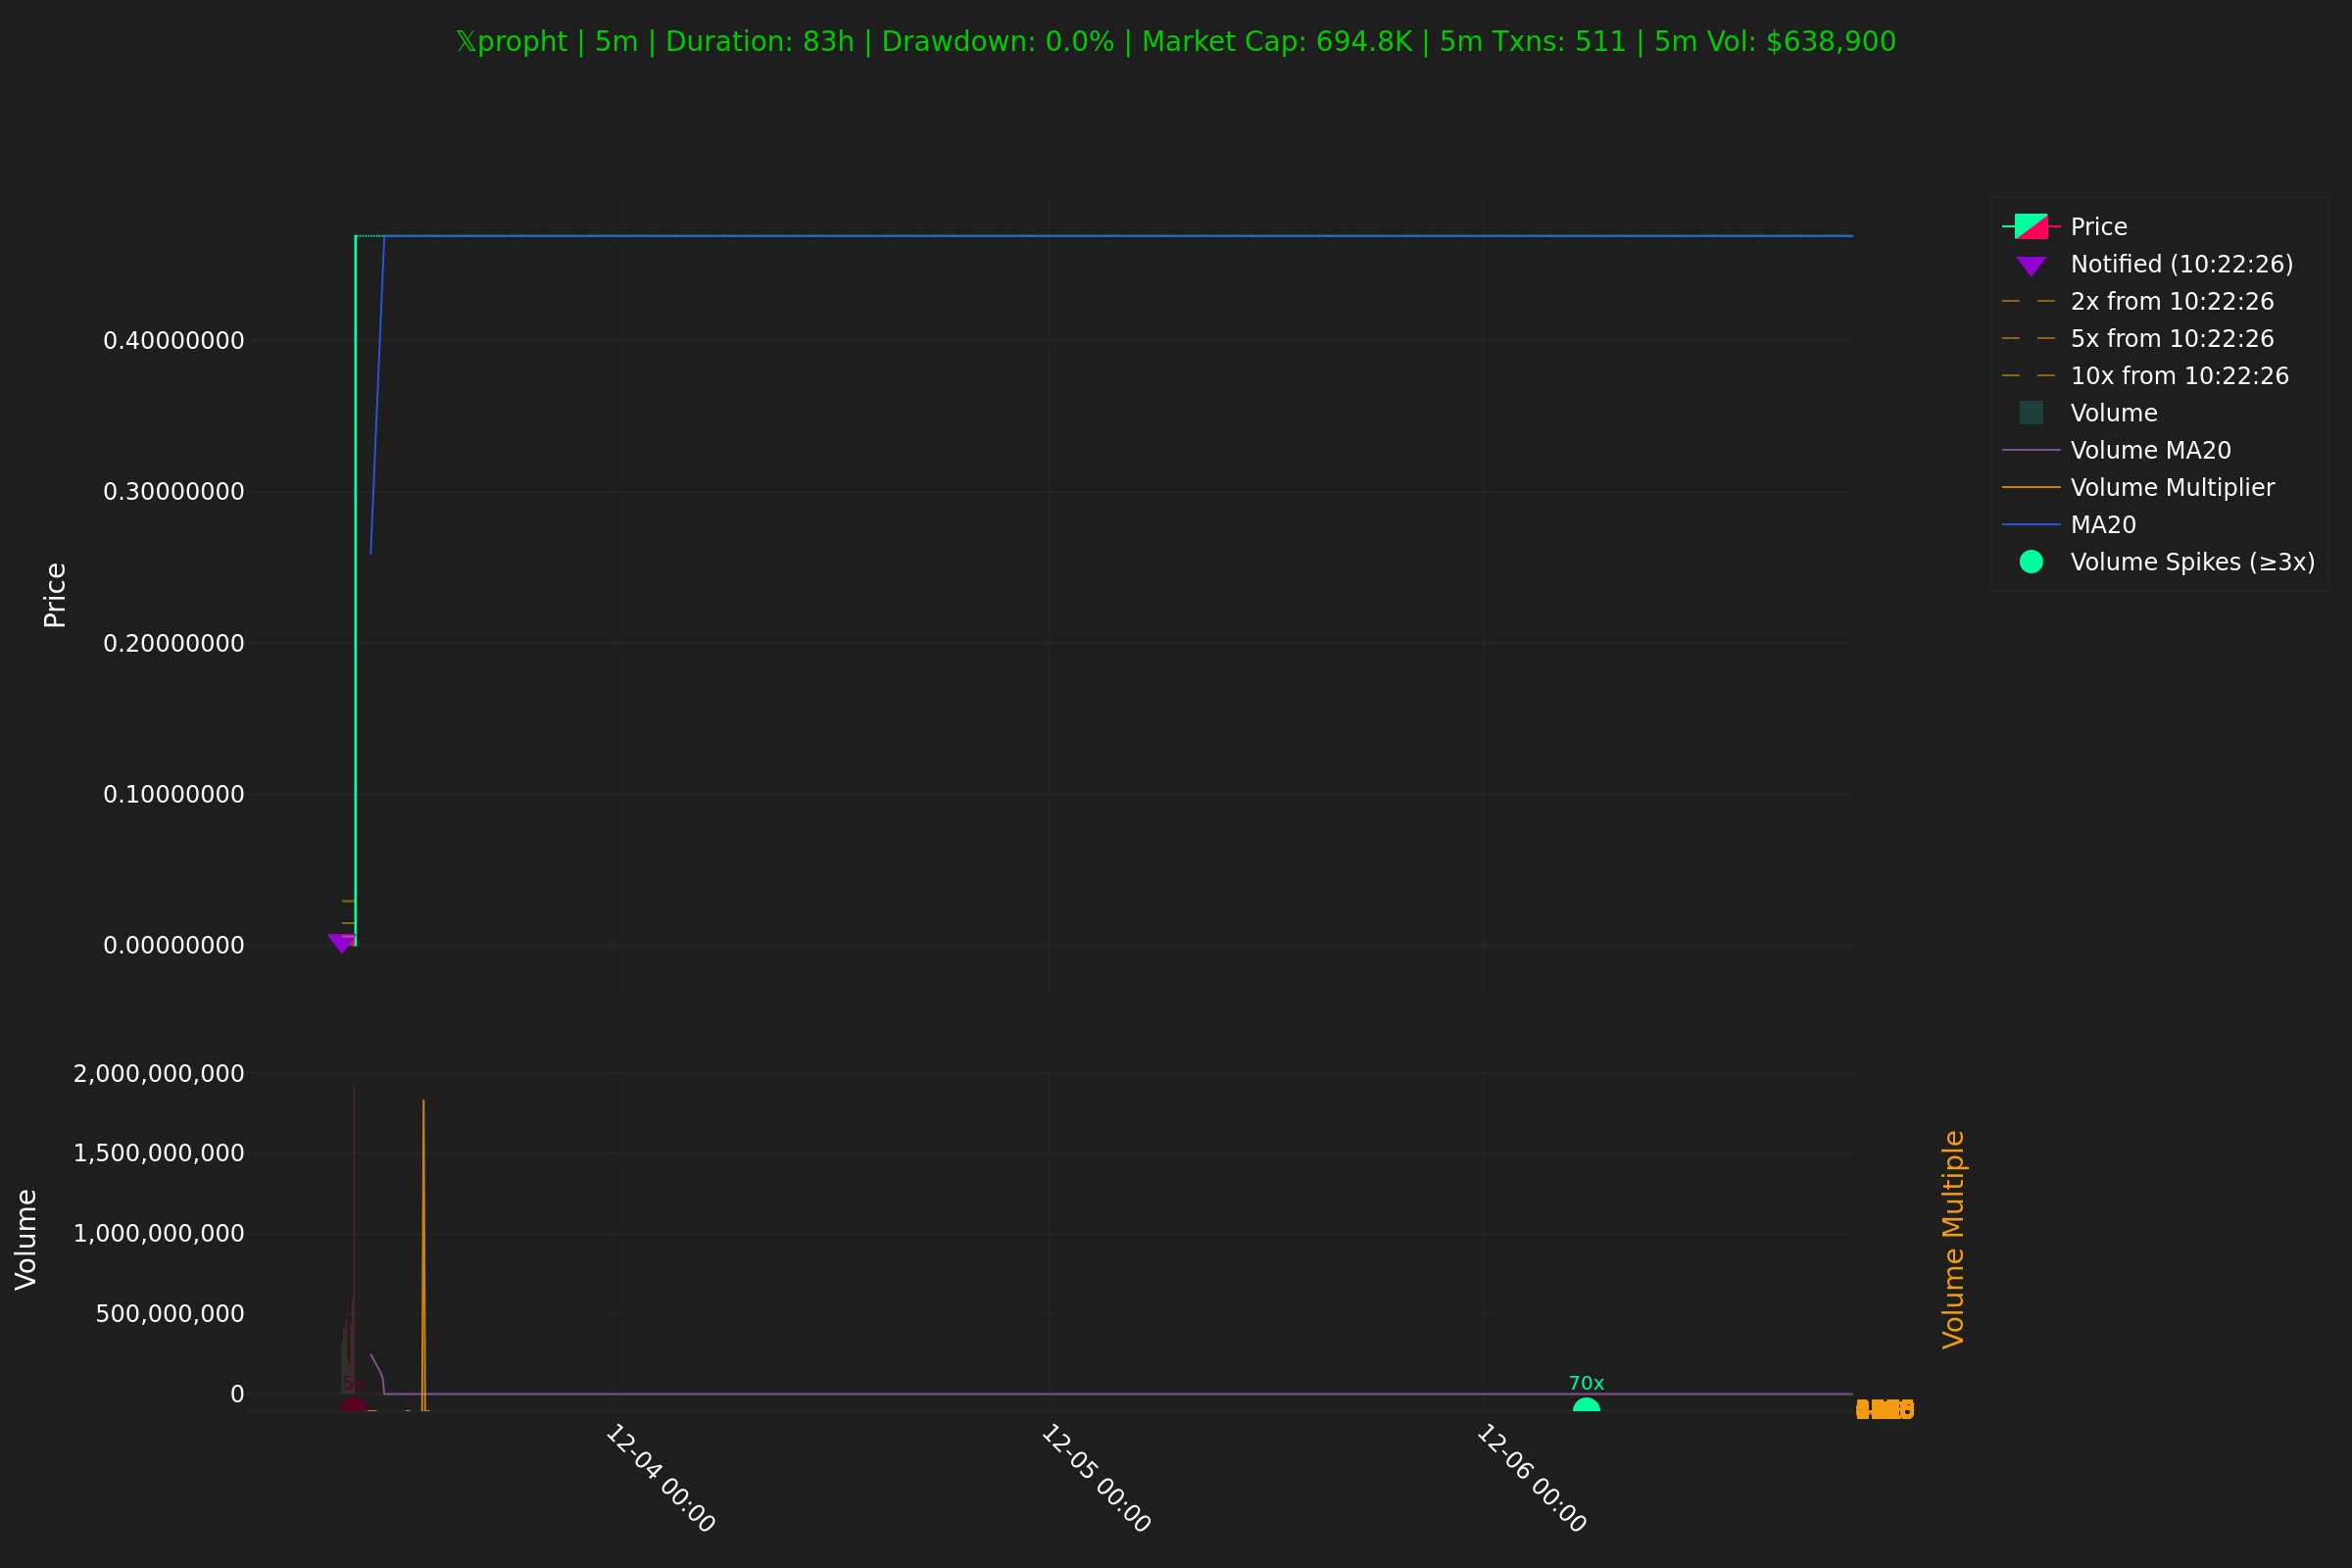 𝕏propht | 5m | Duration: 83h | Drawdown: 0.0% | Market Cap: 694.8K | 5m Txns: 511 | 5m Vol: $638,900
Price
Notified (10:22:26)
2x from 10:22:26
5x from 10:22:26
10x from 10:22:26
Volume
Volume MA20
Volume Multiplier
MA20
Volume Spikes (≥3x)
Price
0.40000000
0.30000000
0.20000000
0.10000000
0.00000000
Volume
2,000,000,000
1,500,000,000
1,000,000,000
500,000,000
0
70x
Volume Multiple
12-04 00:00
12-05 00:00
12-06 00:00